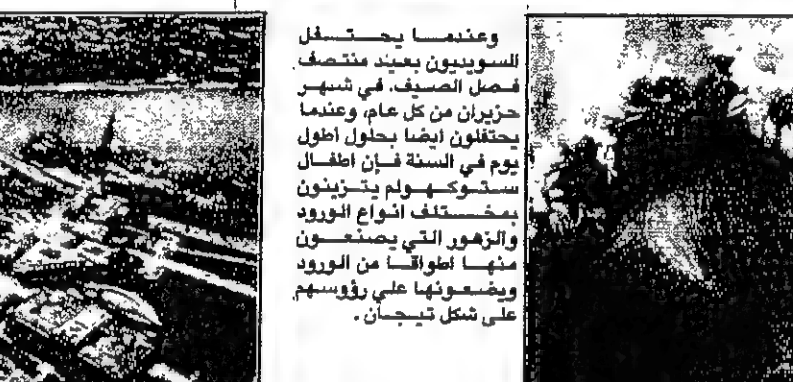 وعندما يحتفل
السويديون بعيد منتصف
فصل الصيف، في شهر
حزيران من كل عام، وعندما
يحتفلون ايضا بحلول اطول
يوم في السنة فإن اطفال
ستوكهولم يتزينون
بمختلف انواع الورود
والزهور التي يصنعون
منها اطواقا من الورود
ويضعونها على رؤوسهم
على شكل تيجان.